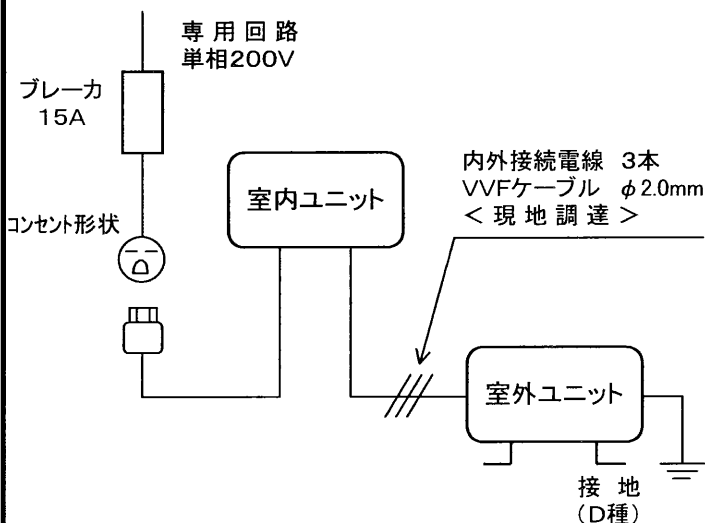 専用回路
単相200V
ブレーカ
15A
コンセント形状
室内ユニット
内外接続電線 3本
VVFケーブル φ2.0mm
<現地調達>
室外ユニット
接地
(D種)